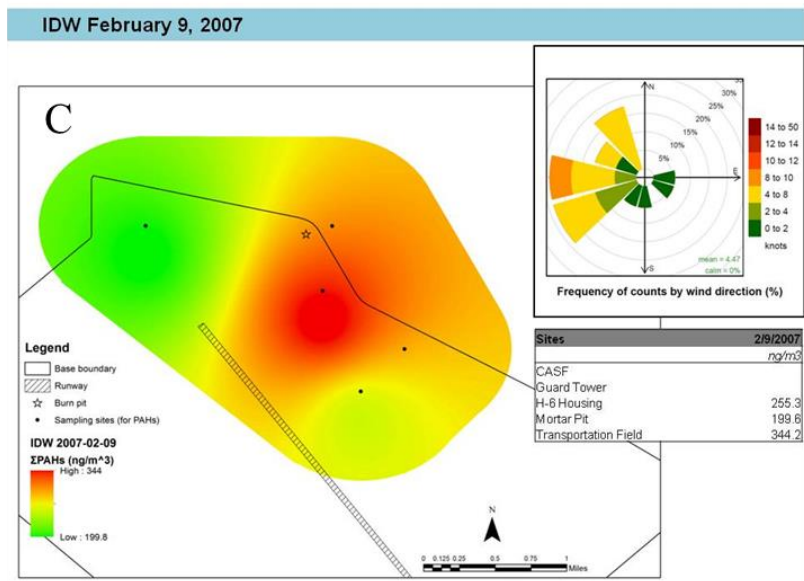 IDW February 9, 2007
C
N
30%
25%
20%
15%
10%
5%
E
S
14 to 50
12 to 14
10 to 12
8 to 10
4 to 8
2 to 4
0 to 2
knots
mean = 4.47
calm = 0%
Frequency of counts by wind direction (%)
Sites 2/9/2007
ng/m3
CASF
Guard Tower
H-6 Housing 255.3
Mortar Pit 199.6
Transportation Field 344.2
Legend
Base boundary
Runway
Burn pit
Sampling sites (for PAHs)
IDW 2007-02-09
ΣPAHs (ng/m^3)
High : 344
Low : 199.8
N
0 0.125 0.25 0.5 0.75 1
Miles